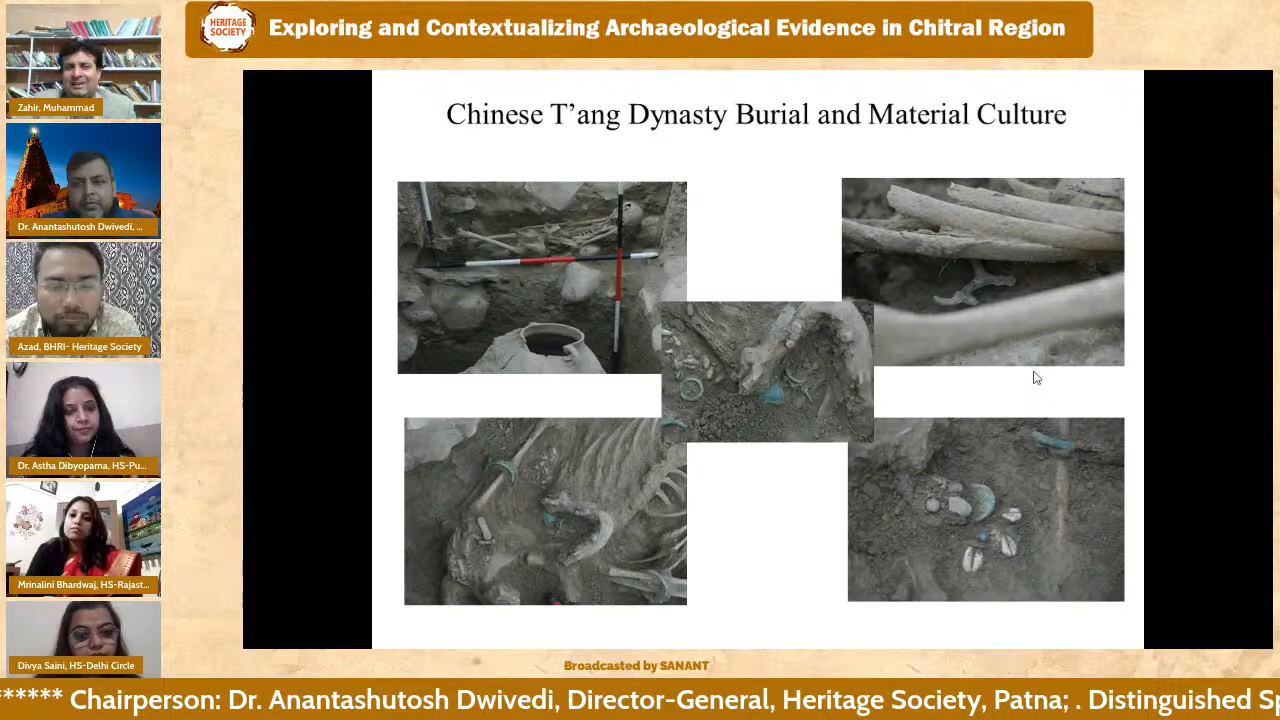 HERITAGE
SOCIETY
Exploring and Contextualizing Archaeological Evidence in Chitral Region
Zahir, Muhammad
Dr. Anantashutosh Dwivedi, ...
Azad, BHRI- Heritage Society
Dr. Astha Dibyopama, HS-Pu...
Mrinalini Bhardwaj, HS-Rajast...
Divya Saini, HS-Delhi Circle
Chinese T'ang Dynasty Burial and Material Culture
Broadcasted by SANANT
****** Chairperson: Dr. Anantashutosh Dwivedi, Director-General, Heritage Society, Patna; . Distinguished Sp